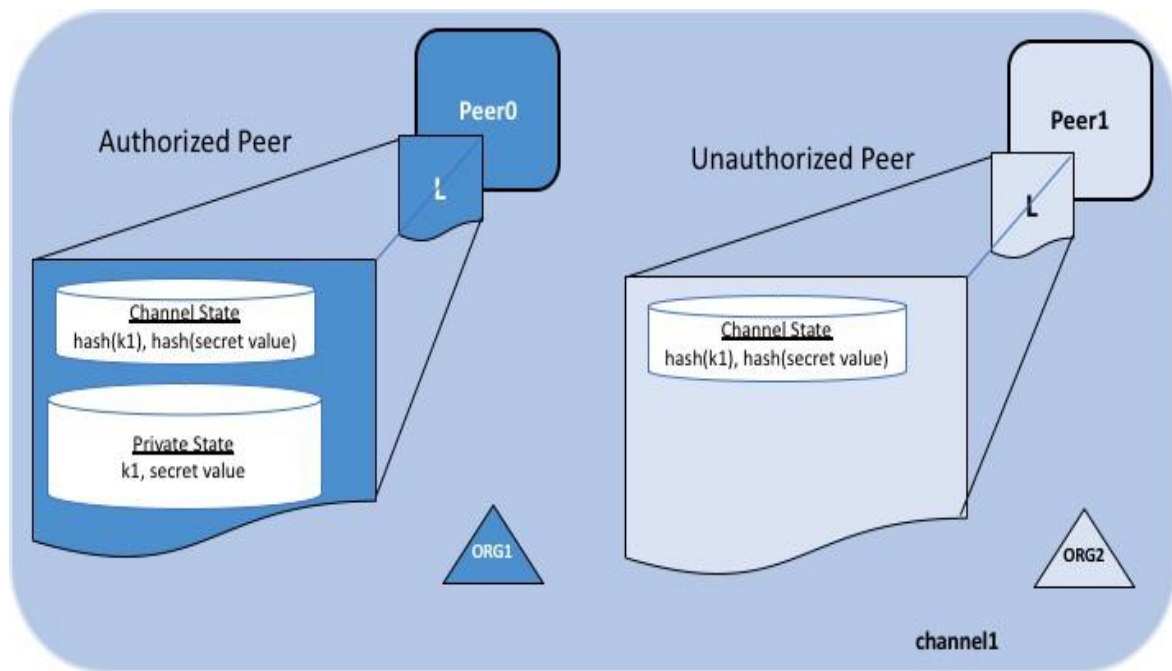 Peer0
Authorized Peer
L
Channel State
hash(k1), hash(secret value)
Private State
k1, secret value
ORG1
Peer1
Unauthorized Peer
L
Channel State
hash(k1), hash(secret value)
ORG2
channel1